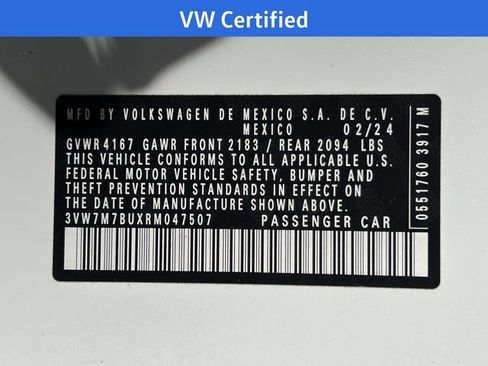 VW Certified
MFD BY VOLKSWAGEN DE MEXICO S.A. DE C.V.
MEXICO 02/24
GVWR 4167 GAWR FRONT 2183 / REAR 2094 LBS
THIS VEHICLE CONFORMS TO ALL APPLICABLE U.S.
FEDERAL MOTOR VEHICLE SAFETY, BUMPER AND
THEFT PREVENTION STANDARDS IN EFFECT ON
THE DATE OF MANUFACTURE SHOWN ABOVE.
3VW7M7BUXRM047507 PASSENGER CAR
0551760 3917 M